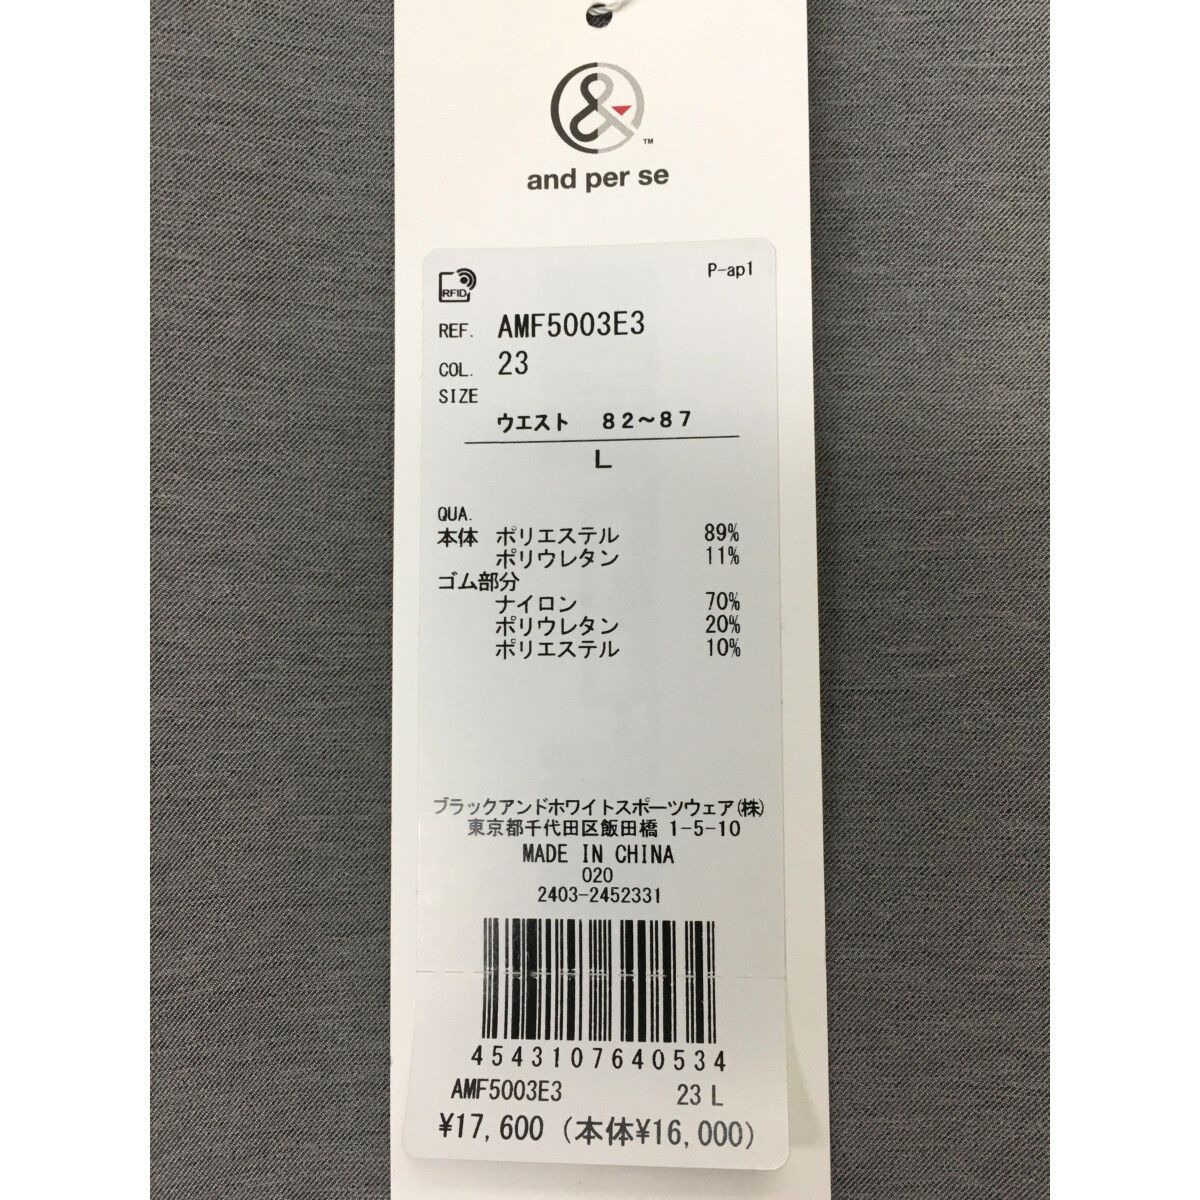 &
™
and per se
P-ap1
RFID
REF. AMF5003E3
COL. 23
SIZE
ウエスト 82～87
L
QUA.
本体 ポリエステル 89%
ポリウレタン 11%
ゴム部分
ナイロン 70%
ポリウレタン 20%
ポリエステル 10%
ブラックアンドホワイトスポーツウェア(株)
東京都千代田区飯田橋 1-5-10
MADE IN CHINA
020
2403-2452331
4543107640534
AMF5003E3 23 L
¥17,600 (本体¥16,000)